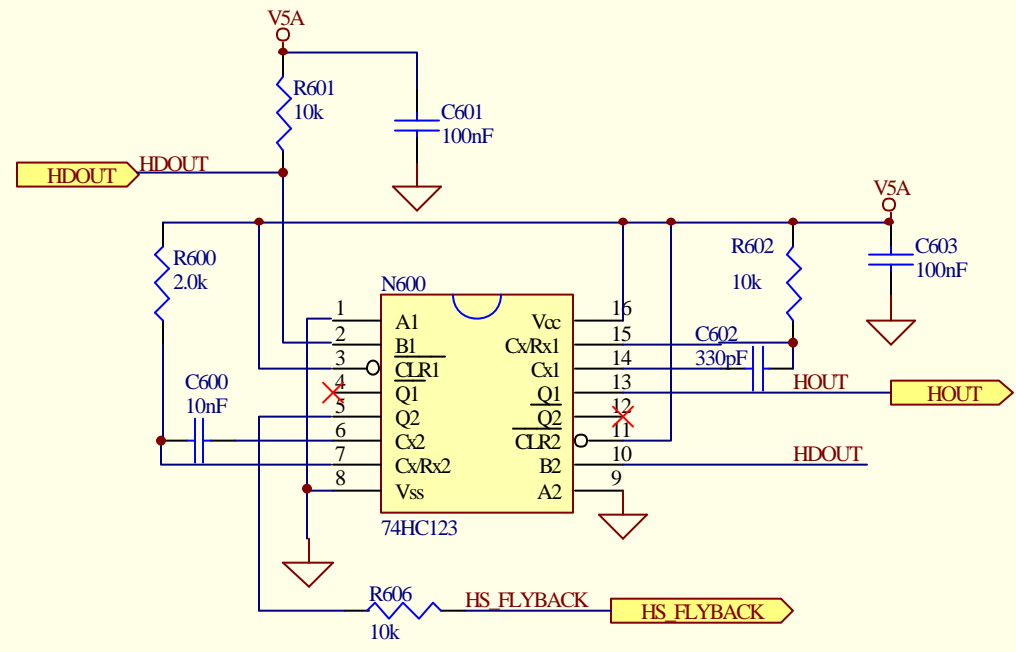 V5A
R601
10k
C601
100nF
HDOUT
HDOUT
V5A
R600
2.0k
R602
10k
C603
100nF
N600
1
A1
2
B1
3
CLR1
4
Q1
5
Q2
6
Cx2
7
Cx/Rx2
8
Vss
16
Vcc
15
Cx/Rx1
14
Cx1
13
Q1
12
Q2
11
CLR2
10
B2
9
A2
C602
330pF
C600
10nF
HOUT
HOUT
HDOUT
74HC123
R606
10k
HS_FLYBACK
HS_FLYBACK